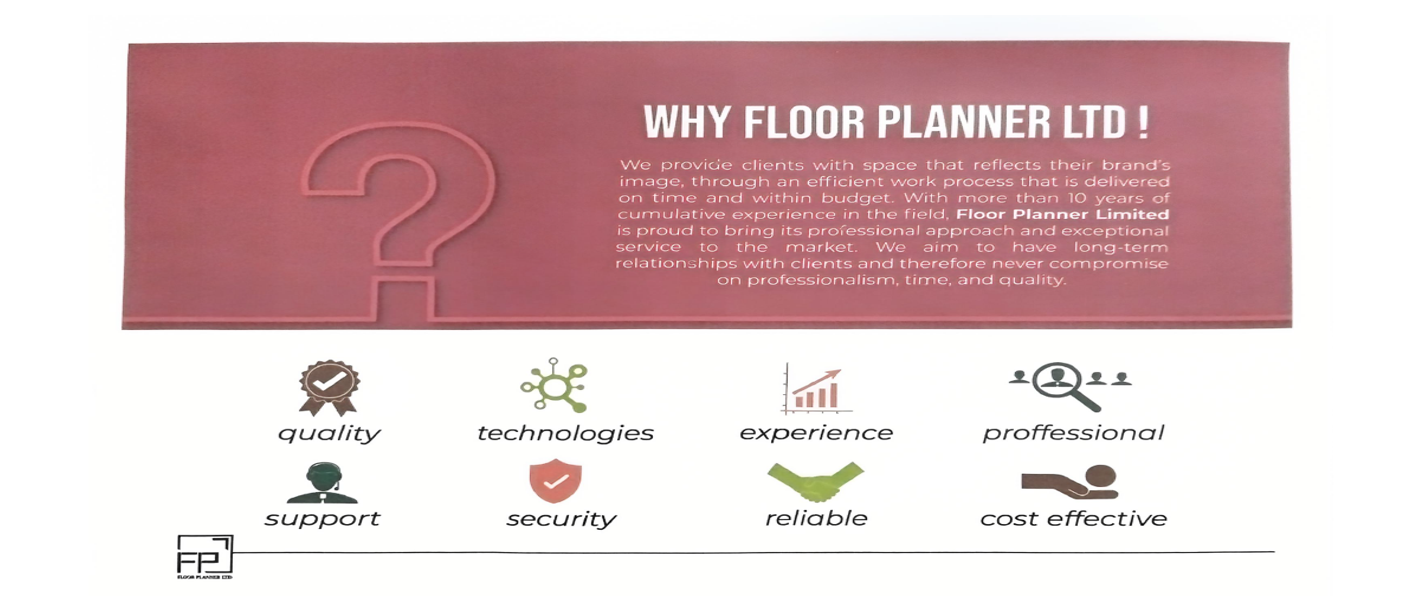 WHY FLOOR PLANNER LTD !
We provide clients with space that reflects their brand's
image, through an efficient work process that is delivered
on time and within budget. With more than 10 years of
cumulative experience in the field, Floor Planner Limited
is proud to bring its professional approach and exceptional
service to the market. We aim to have long-term
relationships with clients and therefore never compromise
on professionalism, time, and quality.
quality technologies experience proffessional
support security reliable cost effective
FP
FLOOR PLANNER LTD